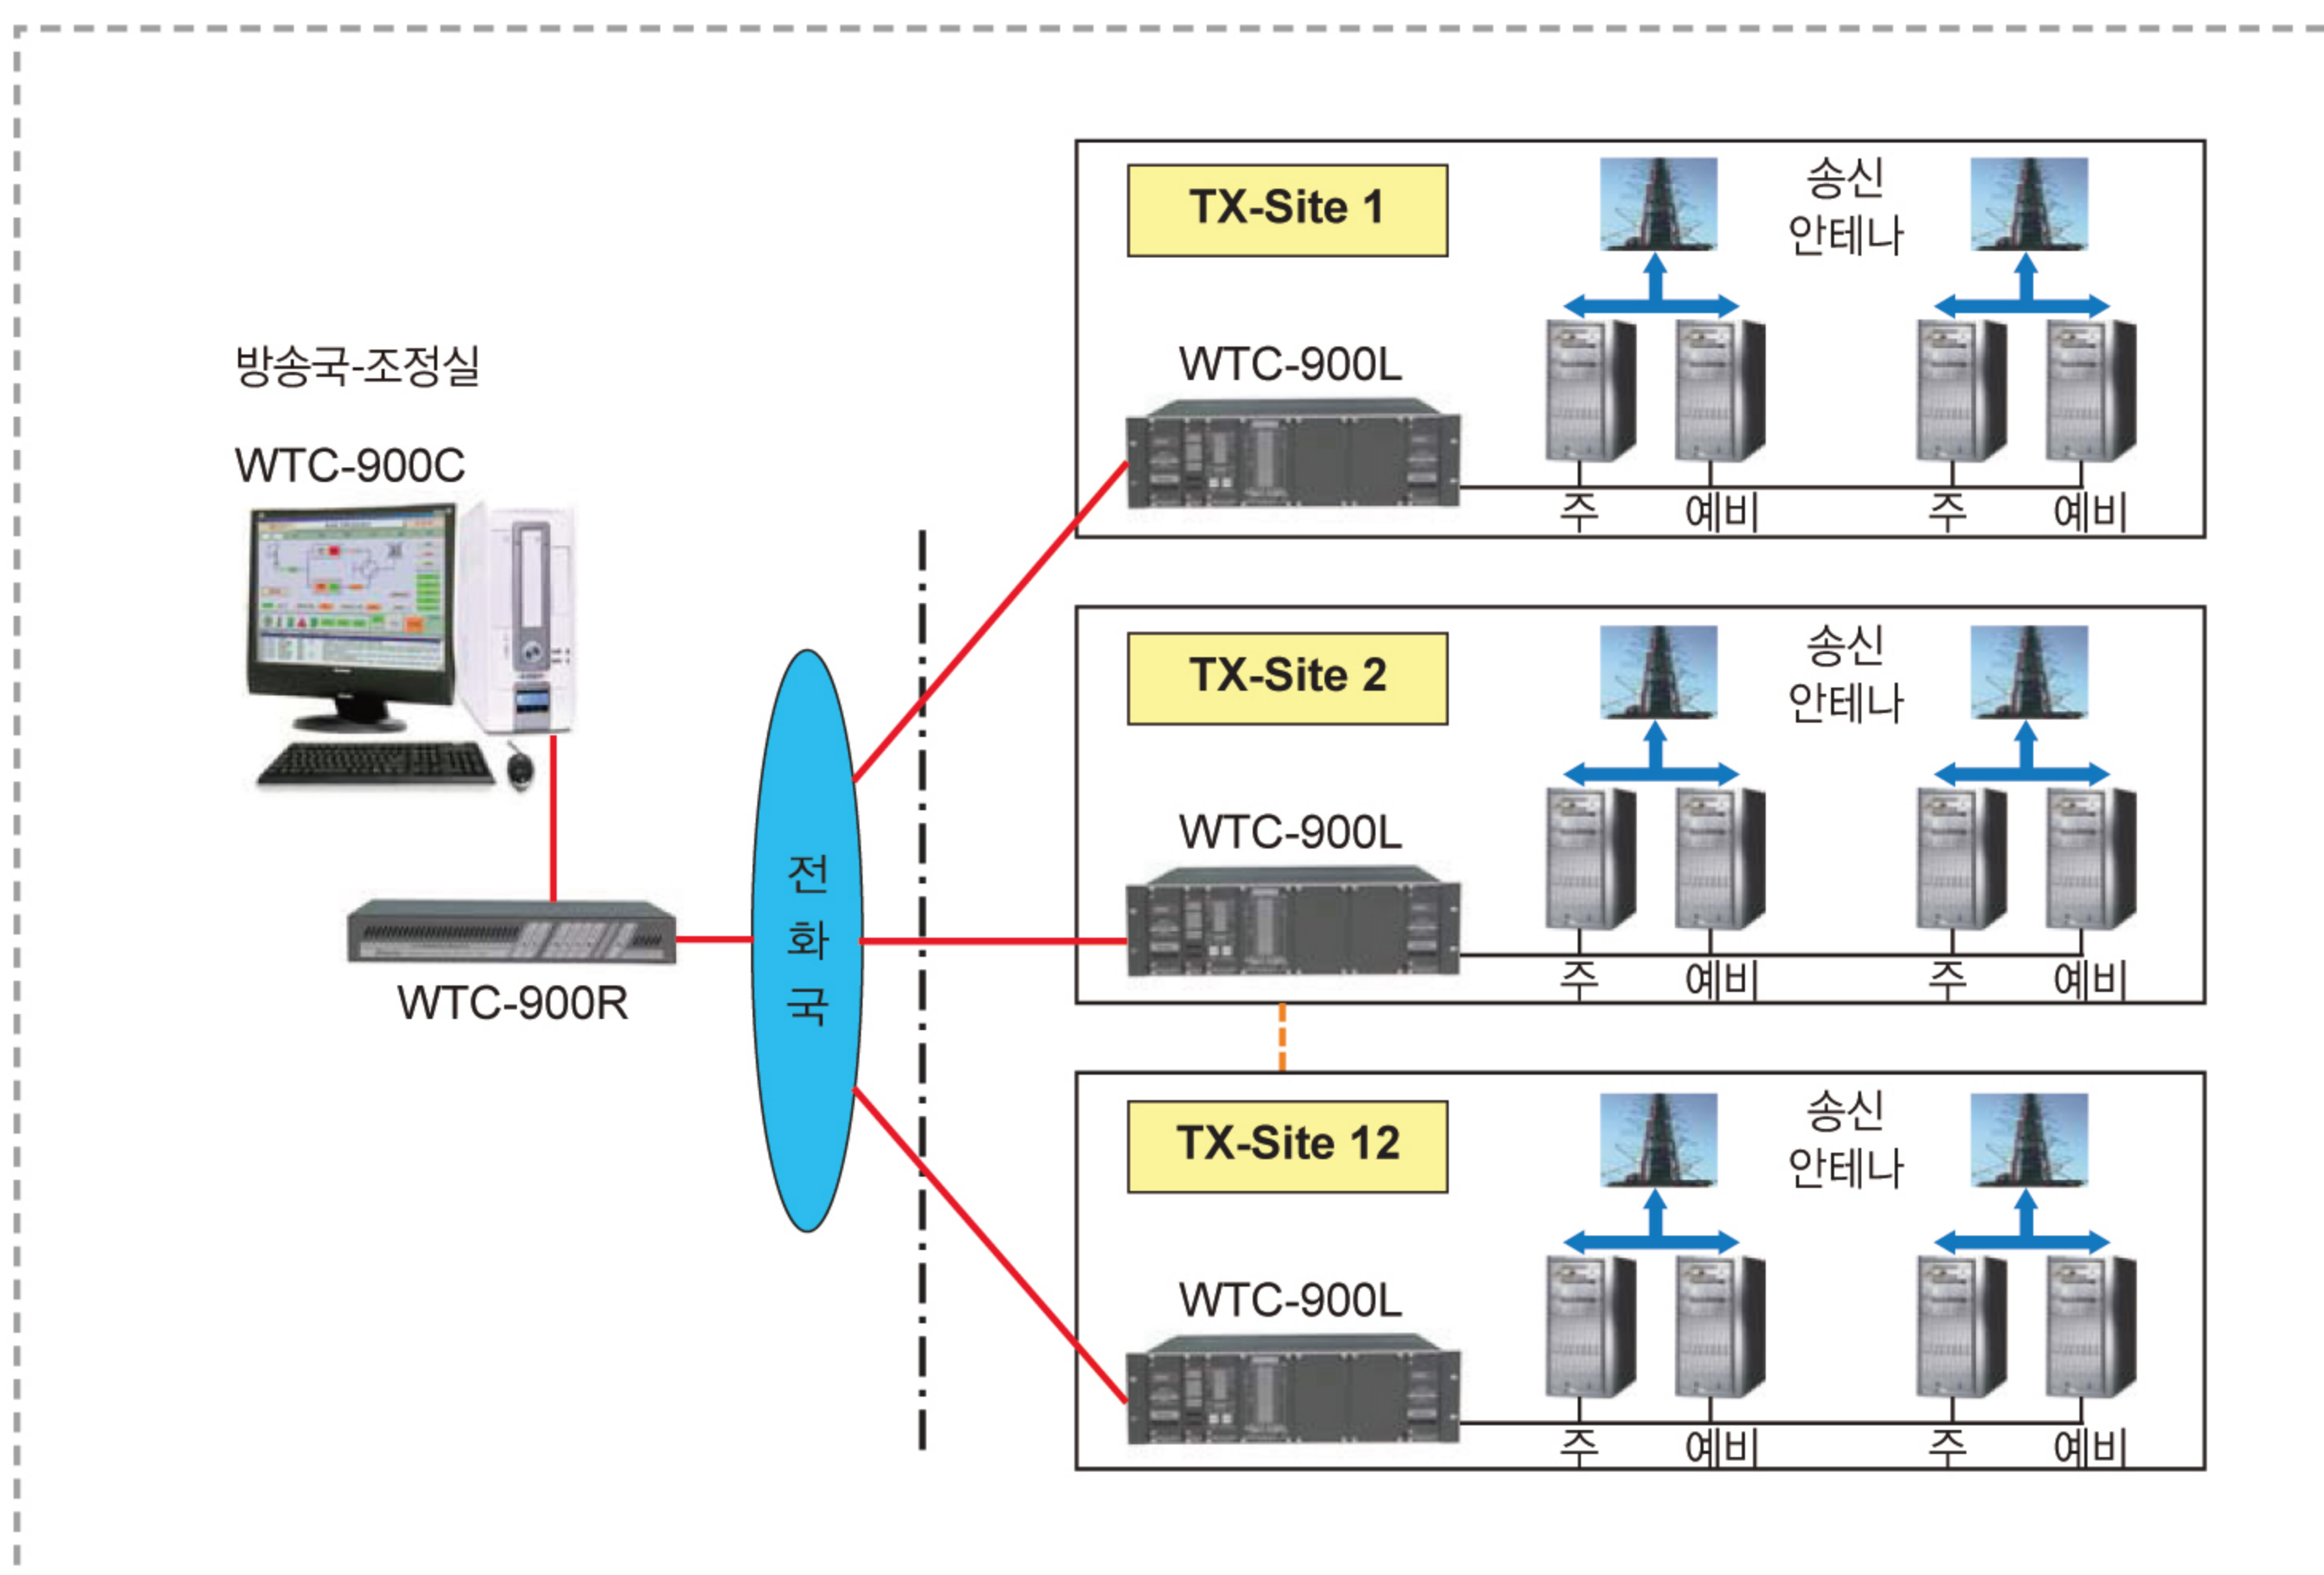 방송국-조정실
WTC-900C
WTC-900R
전
화
국
TX-Site 1
송신
안테나
WTC-900L
주
예비
주
예비
TX-Site 2
송신
안테나
WTC-900L
주
예비
주
예비
TX-Site 12
송신
안테나
WTC-900L
주
예비
주
예비